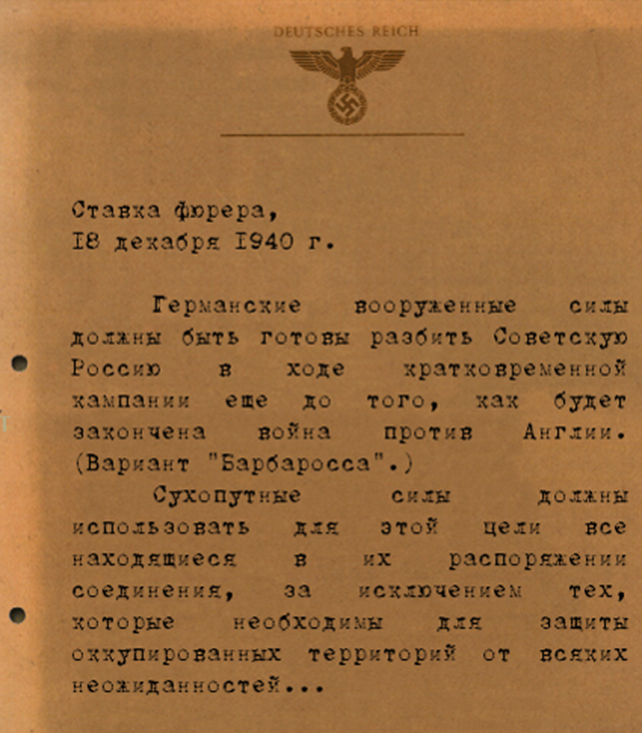 DEUTSCHES REICH
Ставка фюрера,
18 декабря 1940 г.
Германские вооруженные силы
должны быть готовы разбить Советскую
Россию в ходе кратковременной
кампании еще до того, как будет
закончена война против Англии.
(Вариант "Барбаросса".)
Сухопутные силы должны
использовать для этой цели все
находящиеся в их распоряжении
соединения, за исключением тех,
которые необходимы для защиты
оккупированных территорий от всяких
неожиданностей...